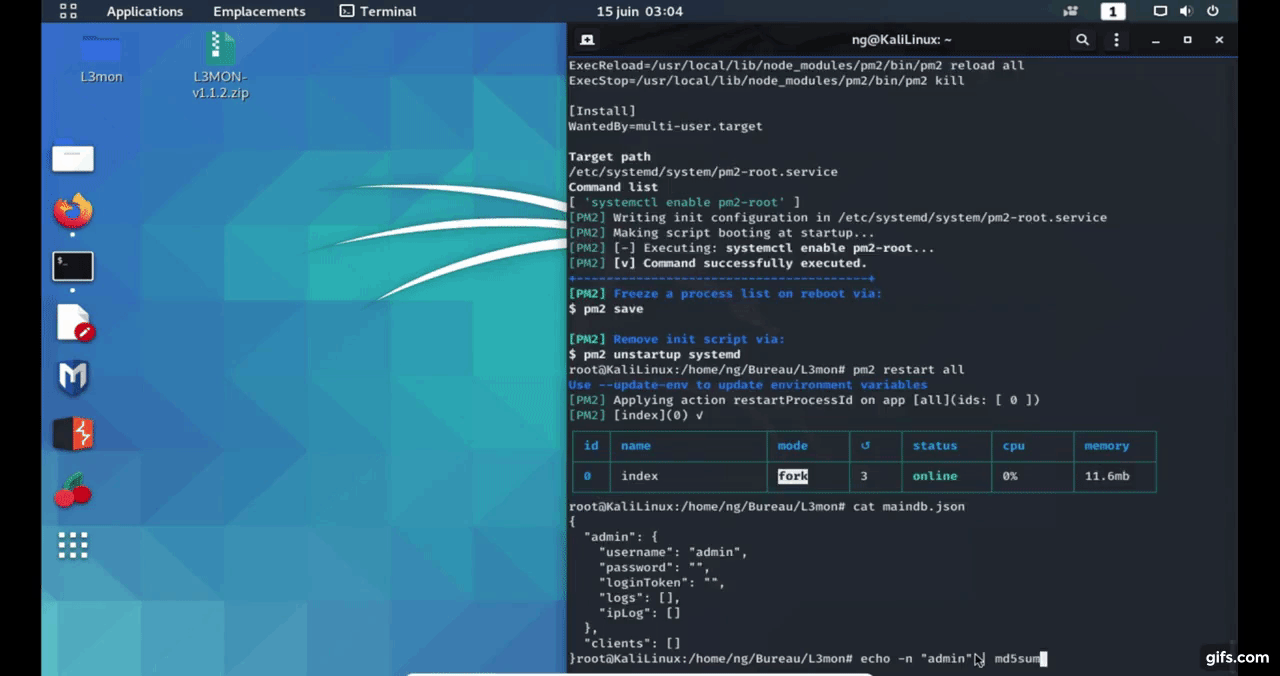 Applications Emplacements Terminal 15 juin 03:04 1
L3mon
L3MON-
v1.1.2.zip
ng@KaliLinux: ~
ExecReload=/usr/local/lib/node_modules/pm2/bin/pm2 reload all
ExecStop=/usr/local/lib/node_modules/pm2/bin/pm2 kill
[Install]
WantedBy=multi-user.target
Target path
/etc/systemd/system/pm2-root.service
Command list
[ 'systemctl enable pm2-root' ]
[PM2] Writing init configuration in /etc/systemd/system/pm2-root.service
[PM2] Making script booting at startup...
[PM2] [-] Executing: systemctl enable pm2-root...
[PM2] [v] Command successfully executed.
+---------------------------------------+
[PM2] Freeze a process list on reboot via:
$ pm2 save
[PM2] Remove init script via:
$ pm2 unstartup systemd
root@KaliLinux:/home/ng/Bureau/L3mon# pm2 restart all
Use --update-env to update environment variables
[PM2] Applying action restartProcessId on app [all](ids: [ 0 ])
[PM2] [index](0) ✓
id name mode ↺ status cpu memory
0 index fork 3 online 0% 11.6mb
root@KaliLinux:/home/ng/Bureau/L3mon# cat maindb.json
{
"admin": {
"username": "admin",
"password": "",
"loginToken": "",
"logs": [],
"ipLog": []
},
"clients": []
}root@KaliLinux:/home/ng/Bureau/L3mon# echo -n "admin" | md5sum
$_
gifs.com